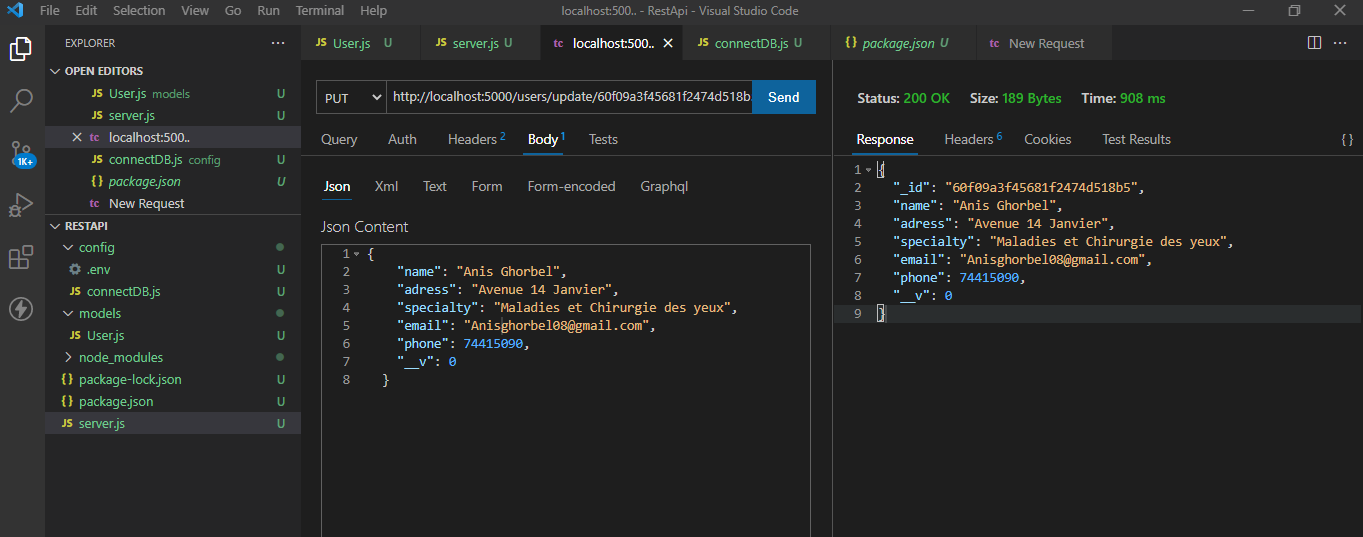 File Edit Selection View Go Run Terminal Help localhost:500.. - RestApi - Visual Studio Code
EXPLORER
OPEN EDITORS
JS User.js models U
JS server.js U
tc localhost:500..
JS connectDB.js config U
{} package.json U
New Request
RESTAPI
config
.env U
JS connectDB.js U
models
JS User.js U
node_modules
{} package-lock.json U
{} package.json U
JS server.js U
1K+
JS User.js U JS server.js U tc localhost:500.. JS connectDB.js U {} package.json U tc New Request
PUT http://localhost:5000/users/update/60f09a3f45681f2474d518b5 Send
Query Auth Headers 2 Body 1 Tests
Json Xml Text Form Form-encoded Graphql
Json Content
1 {
2 "name": "Anis Ghorbel",
3 "adress": "Avenue 14 Janvier",
4 "specialty": "Maladies et Chirurgie des yeux",
5 "email": "Anisghorbel08@gmail.com",
6 "phone": 74415090,
7 "__v": 0
8 }
Status: 200 OK Size: 189 Bytes Time: 908 ms
Response Headers 6 Cookies Test Results {}
1 {
2 "_id": "60f09a3f45681f2474d518b5",
3 "name": "Anis Ghorbel",
4 "adress": "Avenue 14 Janvier",
5 "specialty": "Maladies et Chirurgie des yeux",
6 "email": "Anisghorbel08@gmail.com",
7 "phone": 74415090,
8 "__v": 0
9 }